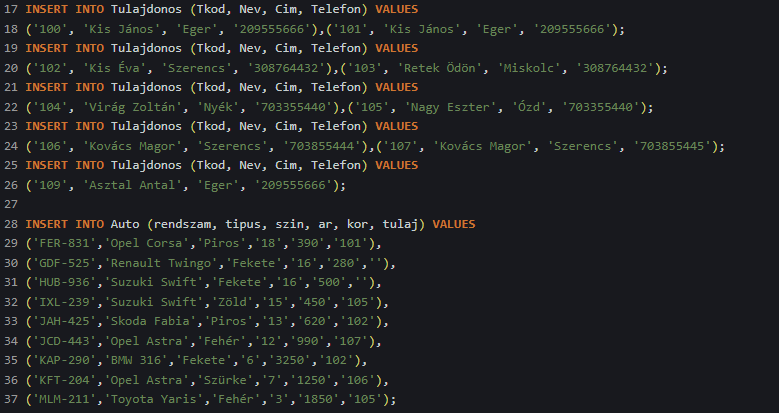 17 INSERT INTO Tulajdonos (Tkod, Nev, Cim, Telefon) VALUES
18 ('100', 'Kis János', 'Eger', '209555666'),('101', 'Kis János', 'Eger', '209555666');
19 INSERT INTO Tulajdonos (Tkod, Nev, Cim, Telefon) VALUES
20 ('102', 'Kis Éva', 'Szerencs', '308764432'),('103', 'Retek Ödön', 'Miskolc', '308764432');
21 INSERT INTO Tulajdonos (Tkod, Nev, Cim, Telefon) VALUES
22 ('104', 'Virág Zoltán', 'Nyék', '703355440'),('105', 'Nagy Eszter', 'Ózd', '703355440');
23 INSERT INTO Tulajdonos (Tkod, Nev, Cim, Telefon) VALUES
24 ('106', 'Kovács Magor', 'Szerencs', '703855444'),('107', 'Kovács Magor', 'Szerencs', '703855445');
25 INSERT INTO Tulajdonos (Tkod, Nev, Cim, Telefon) VALUES
26 ('109', 'Asztal Antal', 'Eger', '209555666');
27
28 INSERT INTO Auto (rendszam, tipus, szin, ar, kor, tulaj) VALUES
29 ('FER-831','Opel Corsa','Piros','18','390','101'),
30 ('GDF-525','Renault Twingo','Fekete','16','280',''),
31 ('HUB-936','Suzuki Swift','Fekete','16','500',''),
32 ('IXL-239','Suzuki Swift','Zöld','15','450','105'),
33 ('JAH-425','Skoda Fabia','Piros','13','620','102'),
34 ('JCD-443','Opel Astra','Fehér','12','990','107'),
35 ('KAP-290','BMW 316','Fekete','6','3250','102'),
36 ('KFT-204','Opel Astra','Szürke','7','1250','106'),
37 ('MLM-211','Toyota Yaris','Fehér','3','1850','105');